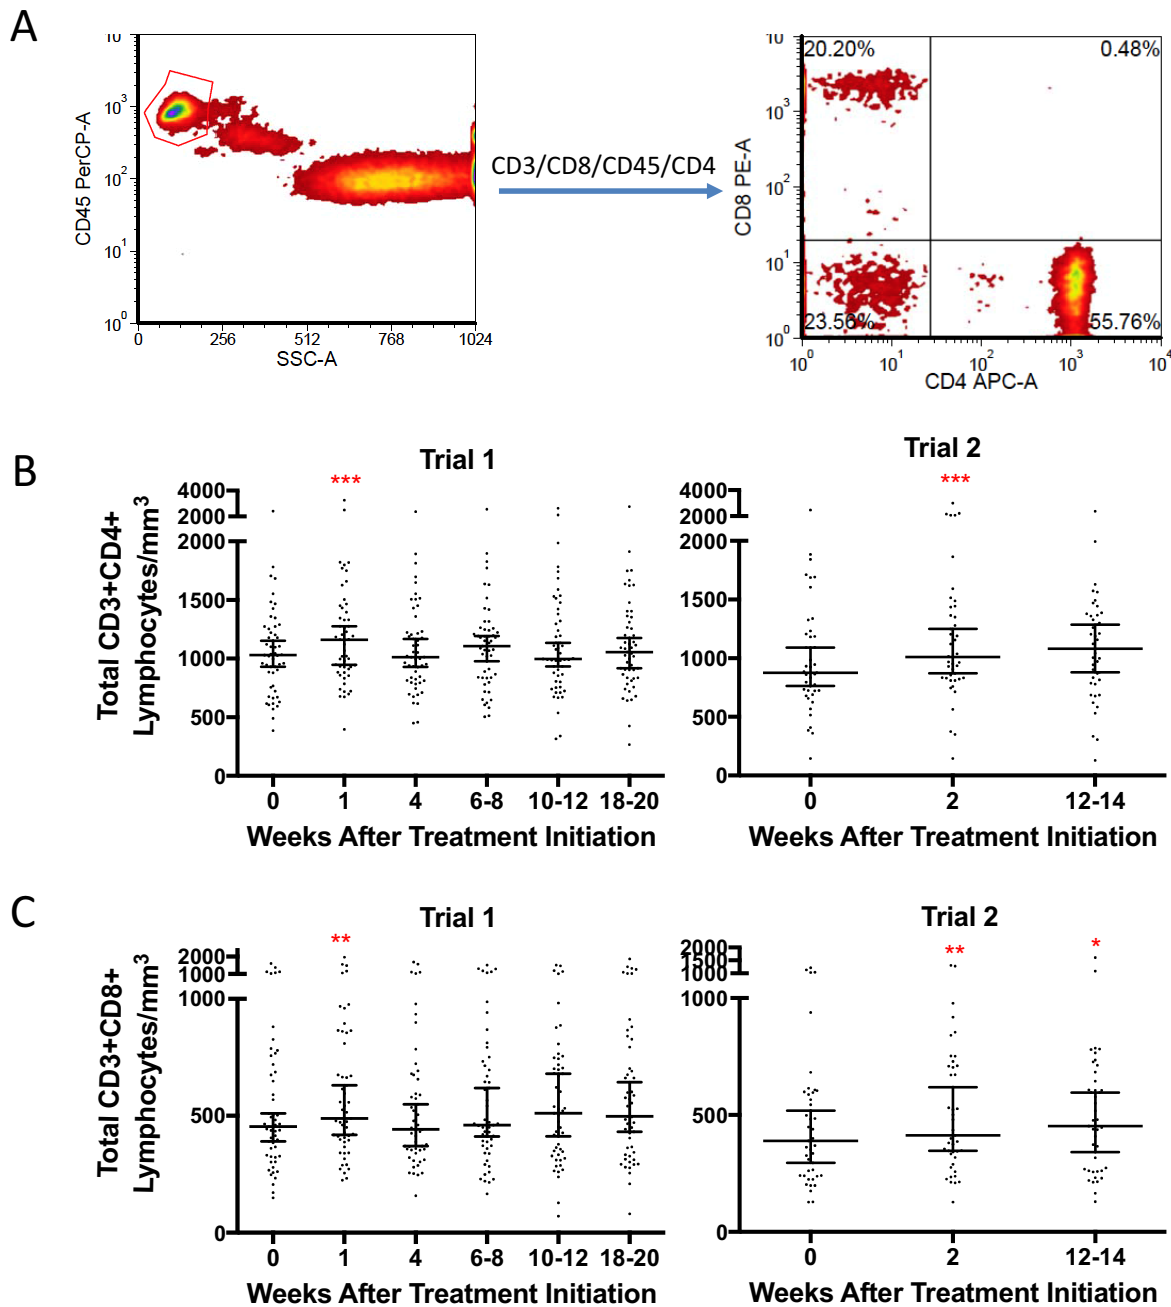 A
10
10³
10²
10¹
10⁰
CD45 PerCP-A
0 256 512 768 1024
SSC-A
CD3/CD8/CD45/CD4
10
10³
10²
10¹
10⁰
CD8 PE-A
20.20% 0.48%
23.56% 55.76%
10⁰ 10¹ 10² 10³ 10⁴
CD4 APC-A
B
Trial 1
***
Total CD3+CD4+
Lymphocytes/mm³
4000
2000
2000
1500
1000
500
0
0 1 4 6-8 10-12 18-20
Weeks After Treatment Initiation
Trial 2
***
4000
2000
2000
1500
1000
500
0
0 2 12-14
Weeks After Treatment Initiation
C
Trial 1
**
Total CD3+CD8+
Lymphocytes/mm³
2000
1000
1000
500
0
0 1 4 6-8 10-12 18-20
Weeks After Treatment Initiation
Trial 2
** *
2000
1500
1000
1000
500
0
0 2 12-14
Weeks After Treatment Initiation